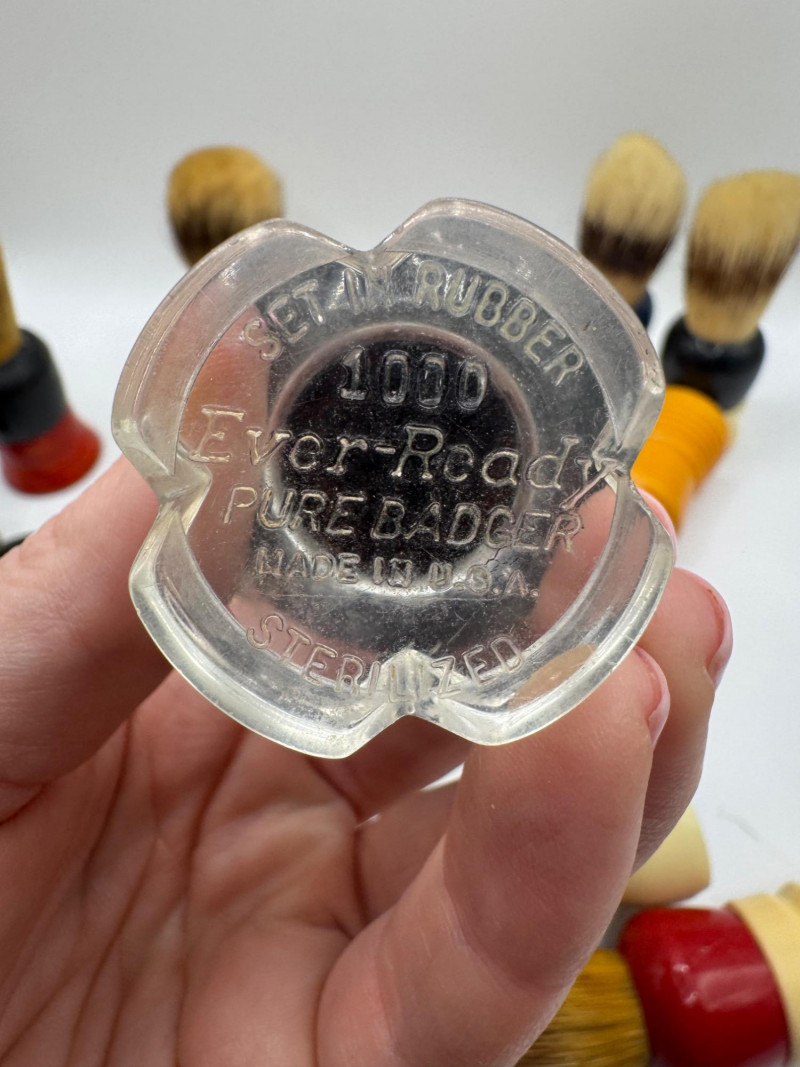 SET IN RUBBER
1000
Ever-Ready
PURE BADGER
MADE IN U.S.A.
STERILIZED